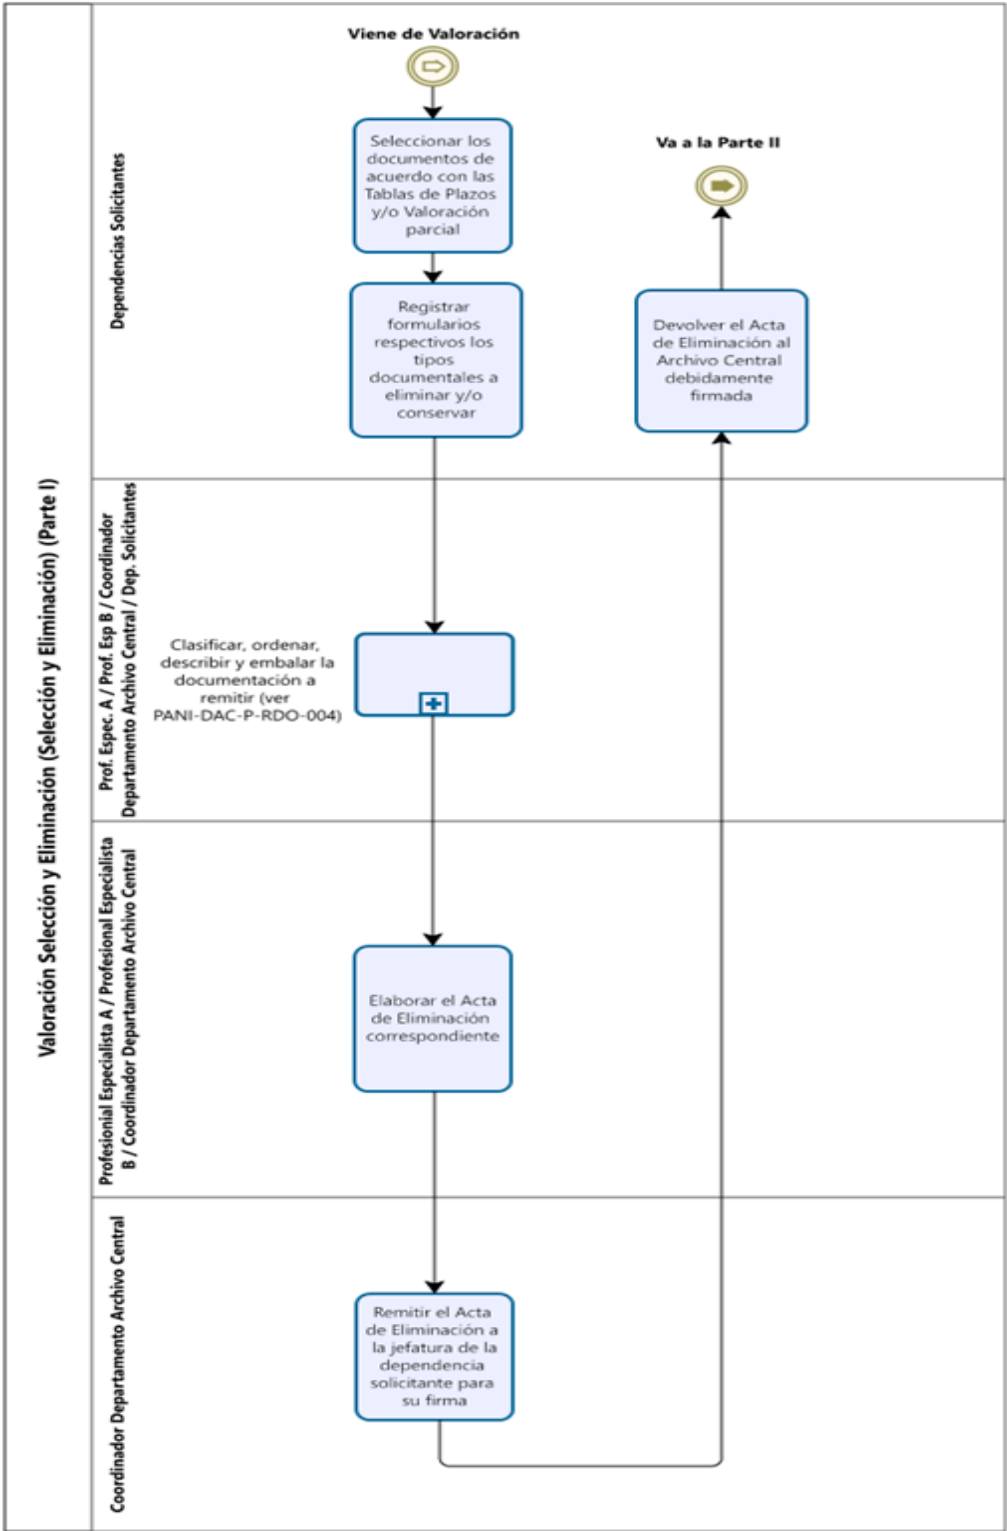 Valoración Selección y Eliminación (Selección y Eliminación) (Parte I)
Dependencias Solicitantes
Viene de Valoración
Seleccionar los
documentos de
acuerdo con las
Tablas de Plazos
y/o Valoración
parcial
Registrar
formularios
respectivos los
tipos
documentales a
eliminar y/o
conservar
Va a la Parte II
Devolver el Acta
de Eliminación al
Archivo Central
debidamente
firmada
Prof. Espec. A / Prof. Esp B / Coordinador
Departamento Archivo Central / Dep. Solicitantes
Clasificar, ordenar,
describir y embalar la
documentación a
remitir (ver
PANI-DAC-P-RDO-004)
Profesionial Especialista A / Profesional Especialista
B / Coordinador Departamento Archivo Central
Elaborar el Acta
de Eliminación
correspondiente
Coordinador Departamento Archivo Central
Remitir el Acta
de Eliminación a
la jefatura de la
dependencia
solicitante para
su firma